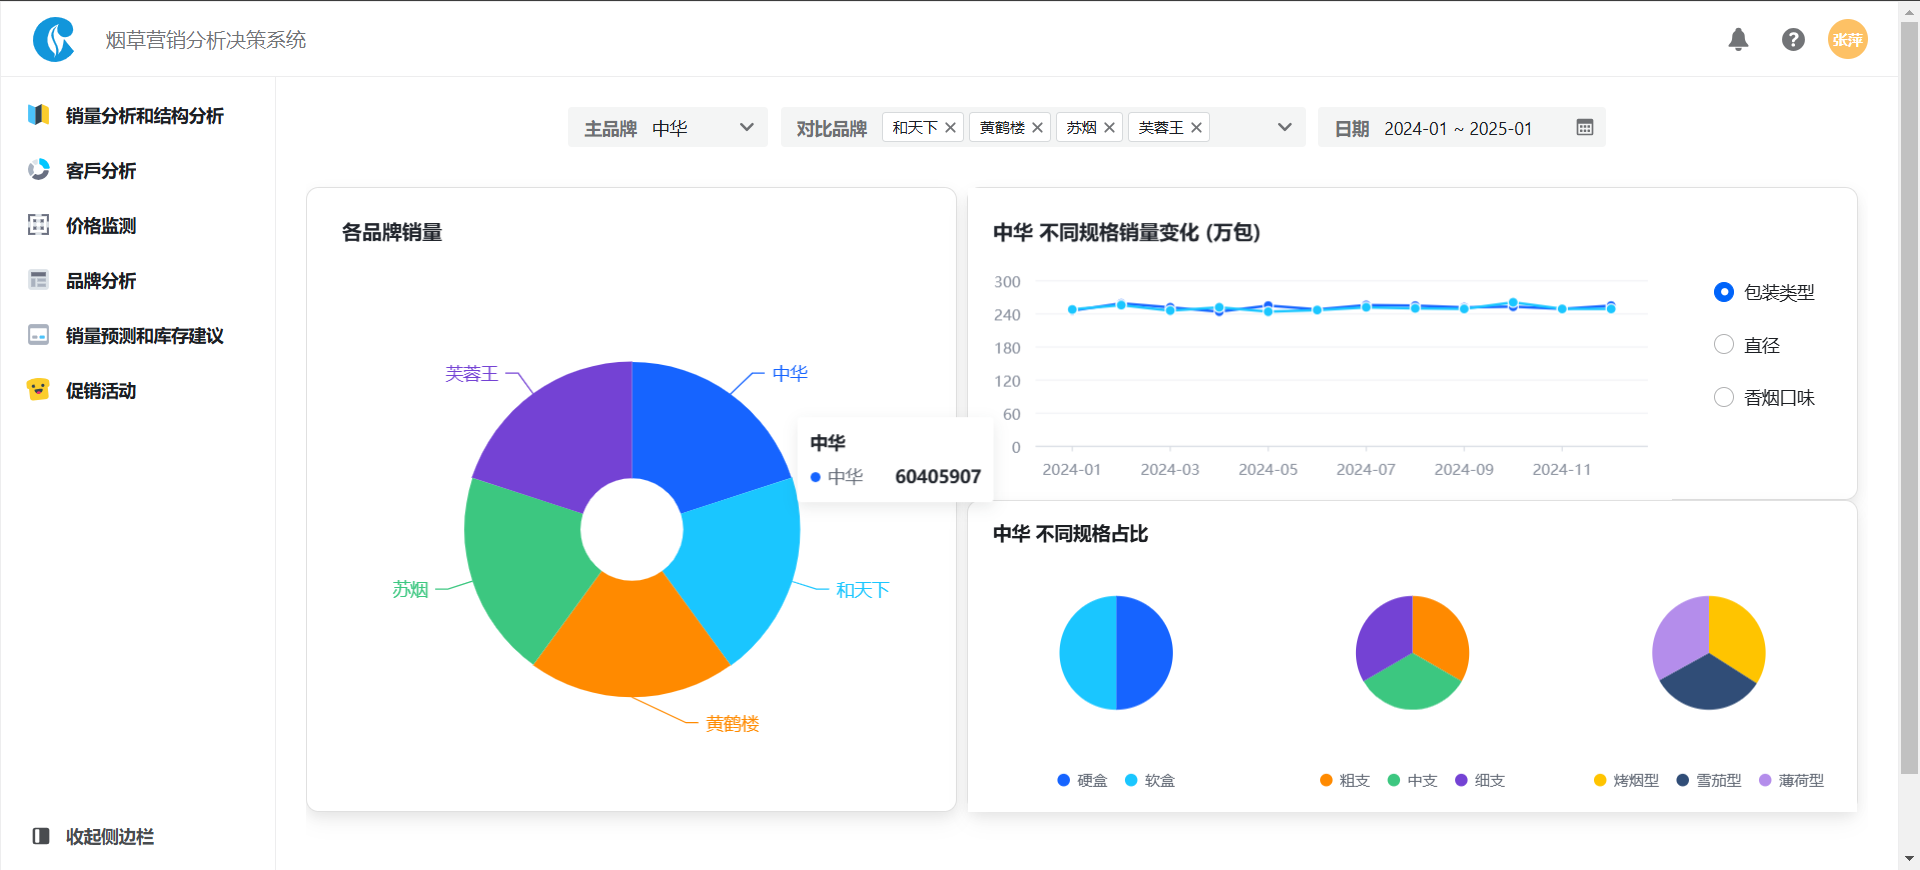 烟草营销分析决策系统
张萍
销量分析和结构分析
客戶分析
价格监测
品牌分析
销量预测和库存建议
促销活动
收起侧边栏
主品牌 中华
对比品牌 和天下 黄鹤楼 苏烟 芙蓉王
日期 2024-01 ~ 2025-01
各品牌销量
芙蓉王
中华
苏烟
和天下
黄鹤楼
中华
中华 60405907
中华 不同规格销量变化 (万包)
300
240
180
120
60
0
2024-01 2024-03 2024-05 2024-07 2024-09 2024-11
包装类型
直径
香烟口味
中华 不同规格占比
硬盒 软盒
粗支 中支 细支
烤烟型 雪茄型 薄荷型